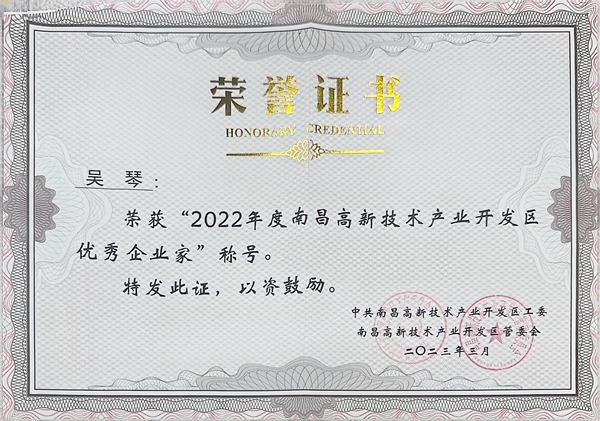 荣誉证书
HONORARY CREDENTIAL
吴琴：
荣获“2022年度南昌高新技术产业开发区
优秀企业家”称号。
特发此证，以资鼓励。
中共南昌高新技术产业开发区工委
南昌高新技术产业开发区管委会
二〇二三年三月